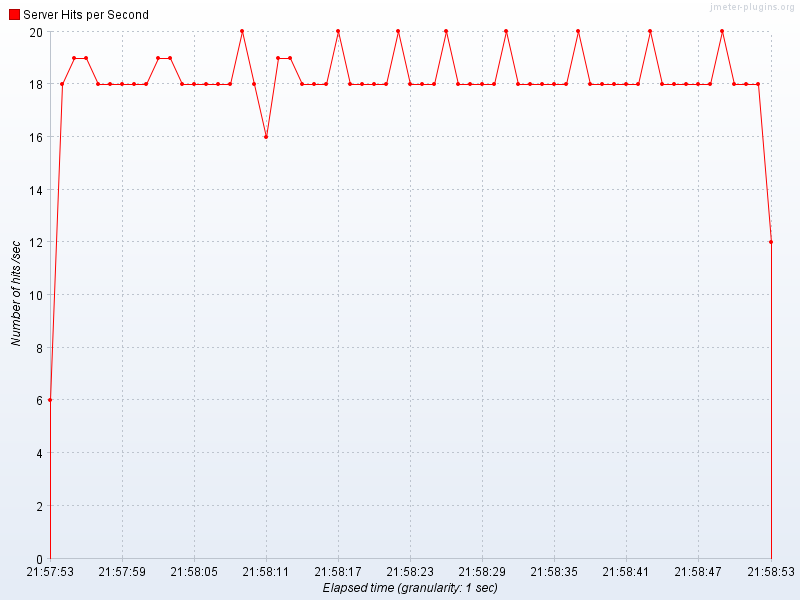 jmeter-plugins.org
Server Hits per Second
20
18
16
14
12
10
8
6
4
2
0
Number of hits /sec
21:57:53 21:57:59 21:58:05 21:58:11 21:58:17 21:58:23 21:58:29 21:58:35 21:58:41 21:58:47 21:58:53
Elapsed time (granularity: 1 sec)